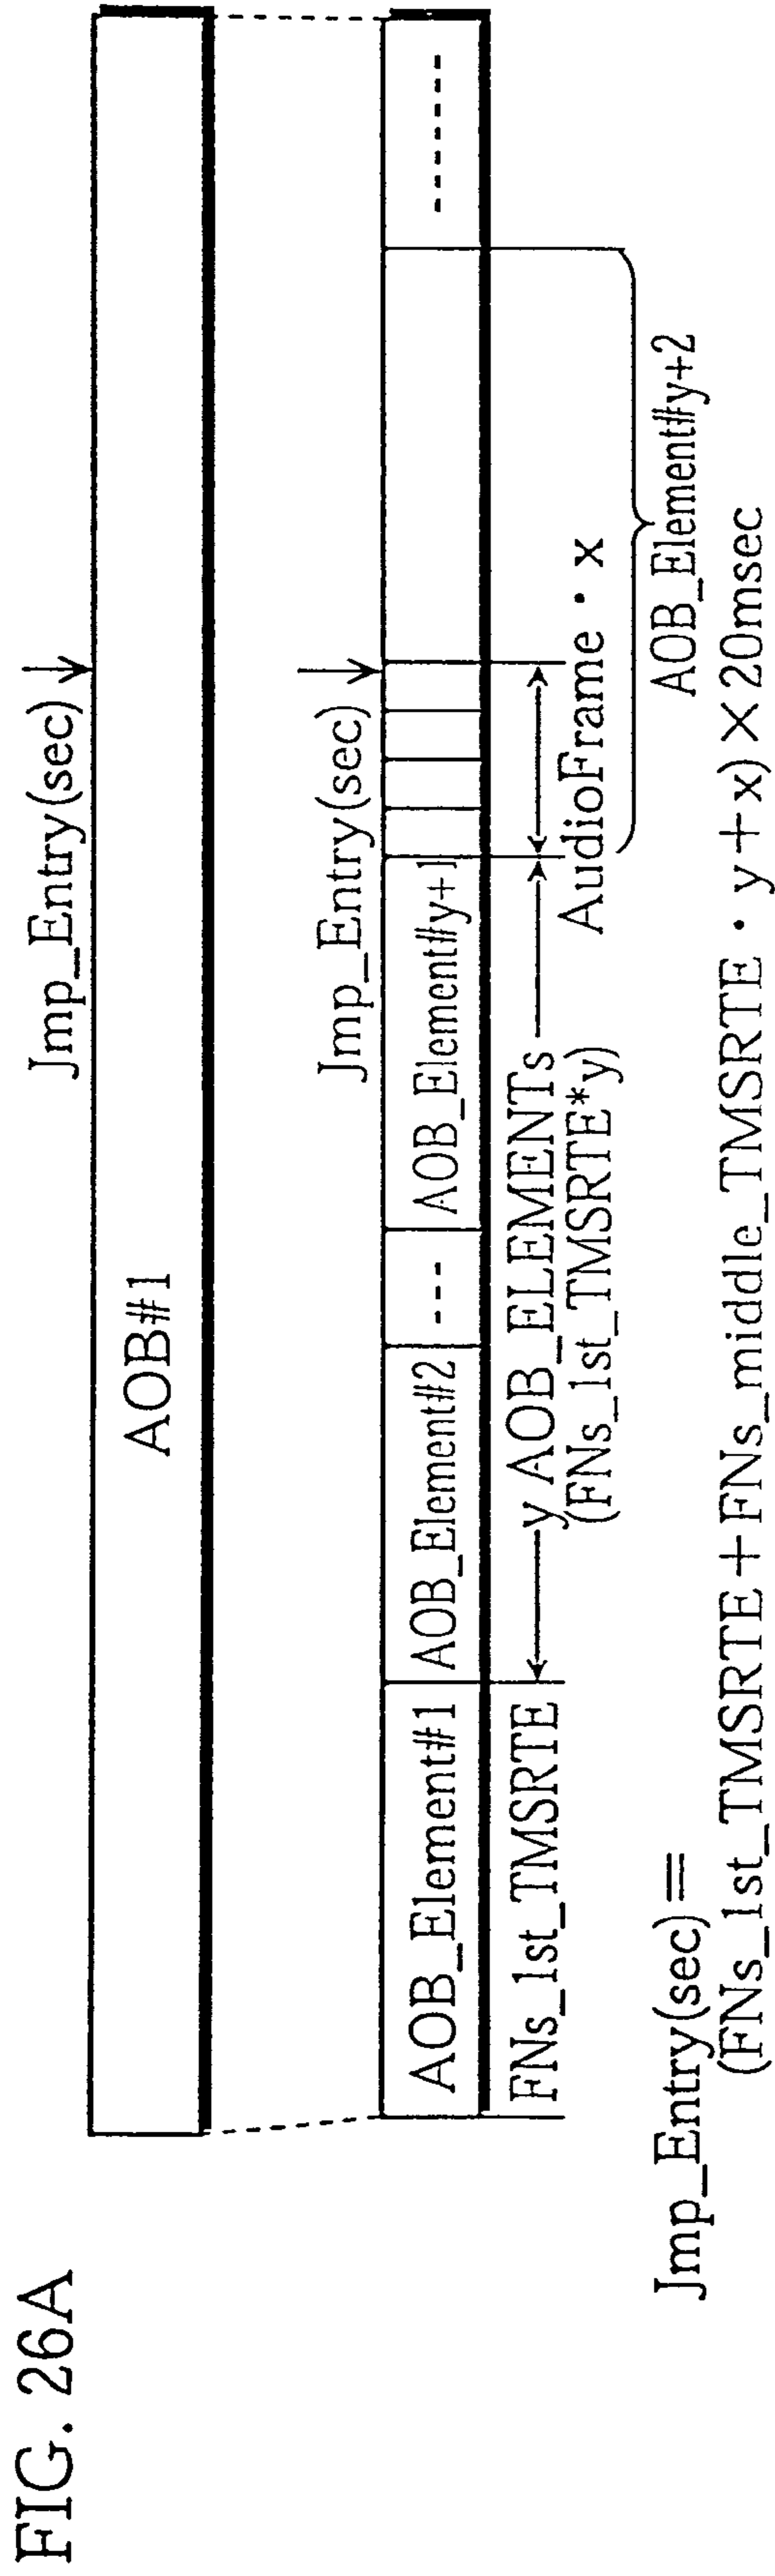 FIG. 26A
Jmp_Entry(sec)
AOB#1
Jmp_Entry(sec)
AOB_Element#1
AOB_Element#2
---
AOB_Element#y+1
-------
FNs_1st_TMSRTE
y AOB_ELEMENTs
(FNs_1st_TMSRTE*y)
AudioFrame・x
AOB_Element#y+2
Jmp_Entry(sec)=
(FNs_1st_TMSRTE+FNs_middle_TMSRTE・y+x)×20msec